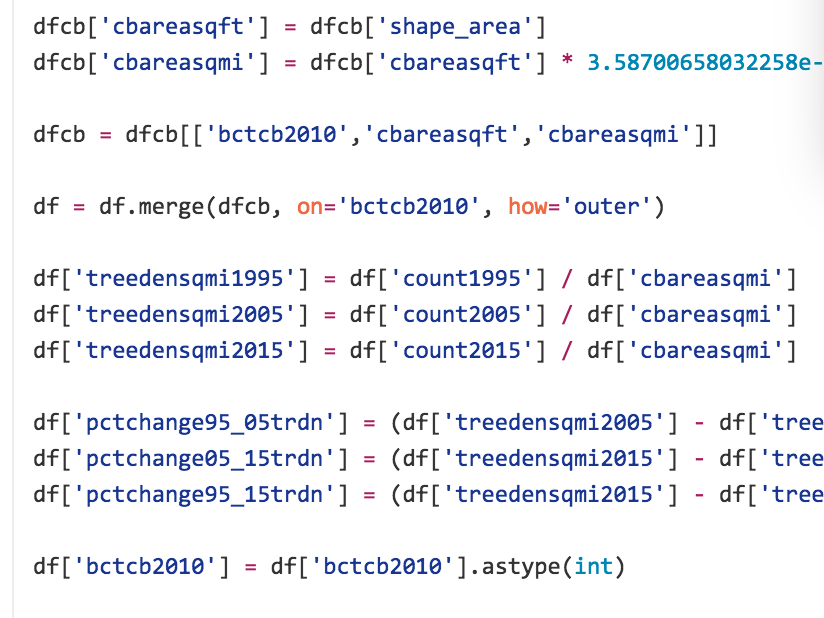 dfcb['cbareasqft'] = dfcb['shape_area']
dfcb['cbareasqmi'] = dfcb['cbareasqft'] * 3.58700658032258e-
dfcb = dfcb[['bctcb2010','cbareasqft','cbareasqmi']]
df = df.merge(dfcb, on='bctcb2010', how='outer')
df['treedensqmi1995'] = df['count1995'] / df['cbareasqmi']
df['treedensqmi2005'] = df['count2005'] / df['cbareasqmi']
df['treedensqmi2015'] = df['count2015'] / df['cbareasqmi']
df['pctchange95_05trdn'] = (df['treedensqmi2005'] - df['tree
df['pctchange05_15trdn'] = (df['treedensqmi2015'] - df['tree
df['pctchange95_15trdn'] = (df['treedensqmi2015'] - df['tree
df['bctcb2010'] = df['bctcb2010'].astype(int)